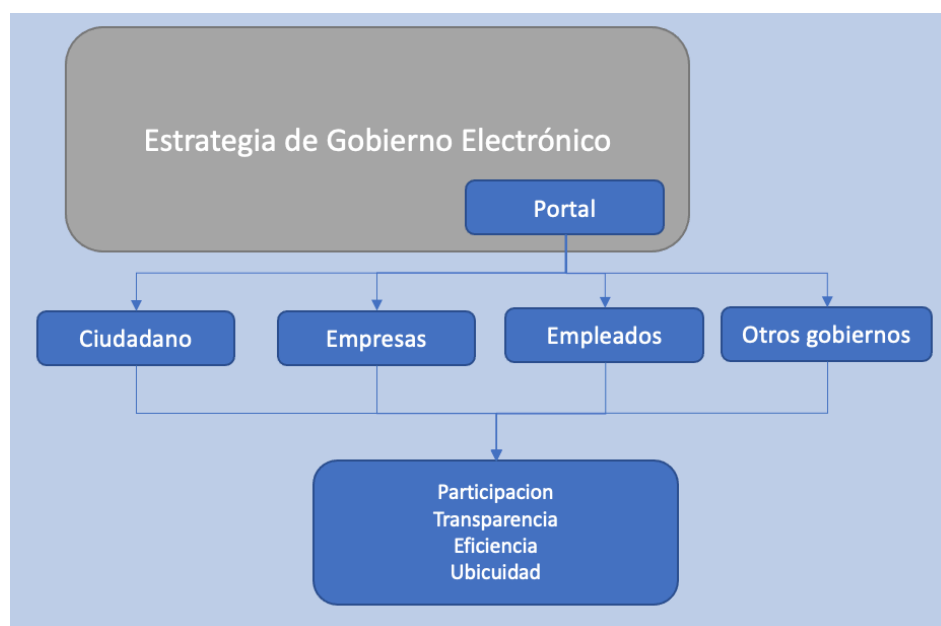 Estrategia de Gobierno Electrónico
Portal
Ciudadano
Empresas
Empleados
Otros gobiernos
Participacion
Transparencia
Eficiencia
Ubicuidad